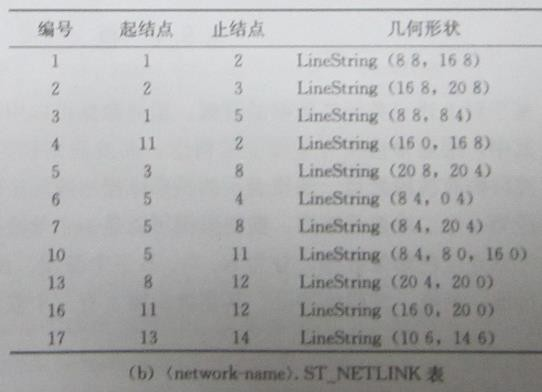 编号 起结点 止结点 几何形状
1 1 2 LineString (8 8, 16 8)
2 2 3 LineString (16 8, 20 8)
3 1 5 LineString (8 8, 8 4)
4 11 2 LineString (16 0, 16 8)
5 3 8 LineString (20 8, 20 4)
6 5 4 LineString (8 4, 0 4)
7 5 8 LineString (8 4, 20 4)
10 5 11 LineString (8 4, 8 0, 16 0)
13 8 12 LineString (20 4, 20 0)
16 11 12 LineString (16 0, 20 0)
17 13 14 LineString (10 6, 14 6)
(b) 〈network-name〉. ST_NETLINK 表